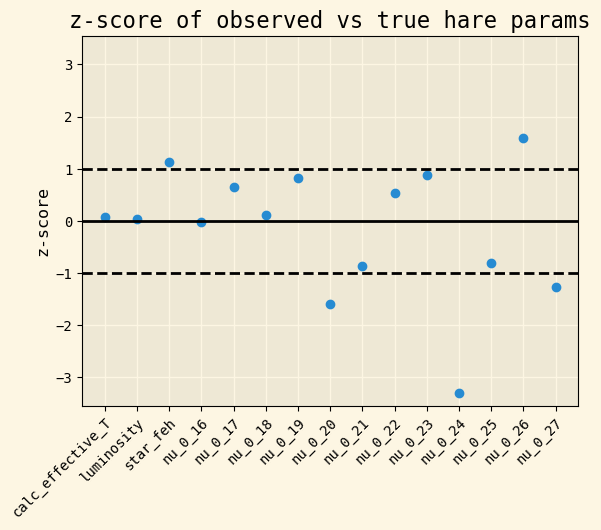 z-score of observed vs true hare params
z-score
3
2
1
0
−1
−2
−3
calc_effective_T
luminosity
star_feh
nu_0_16
nu_0_17
nu_0_18
nu_0_19
nu_0_20
nu_0_21
nu_0_22
nu_0_23
nu_0_24
nu_0_25
nu_0_26
nu_0_27